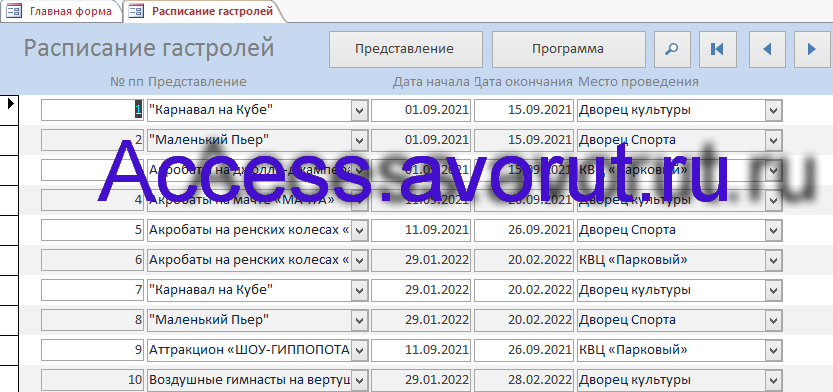 Главная форма Расписание гастролей
Расписание гастролей Представление Программа
№ пп Представление Дата начала Дата окончания Место проведения
1 "Карнавал на Кубе" 01.09.2021 15.09.2021 Дворец культуры
2 "Маленький Пьер" 01.09.2021 15.09.2021 Дворец Спорта
Акробаты на 01.09.2021 КВЦ «Парковый»
Access.avorut.ru
4 Акробаты на мачте 26.09.2021 Дворец культуры
5 Акробаты на ренских колесах « 11.09.2021 26.09.2021 Дворец Спорта
6 Акробаты на ренских колесах « 29.01.2022 20.02.2022 КВЦ «Парковый»
7 "Карнавал на Кубе" 29.01.2022 20.02.2022 Дворец культуры
8 "Маленький Пьер" 29.01.2022 20.02.2022 Дворец Спорта
9 Аттракцион «ШОУ-ГИППОПОТА 11.09.2021 26.09.2021 КВЦ «Парковый»
10 Воздушные гимнасты на вертуш 29.01.2022 28.02.2022 Дворец культуры